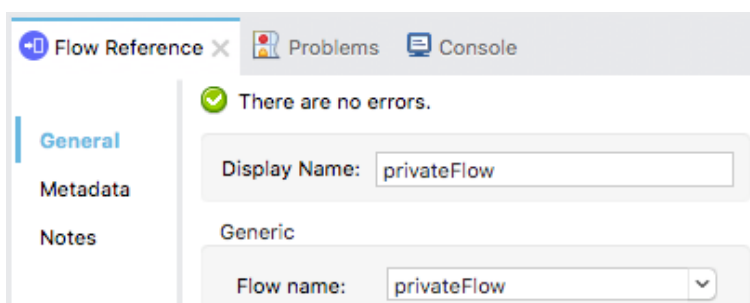 Flow Reference Problems Console
There are no errors.
General
Display Name: privateFlow
Metadata
Notes
Generic
Flow name: privateFlow